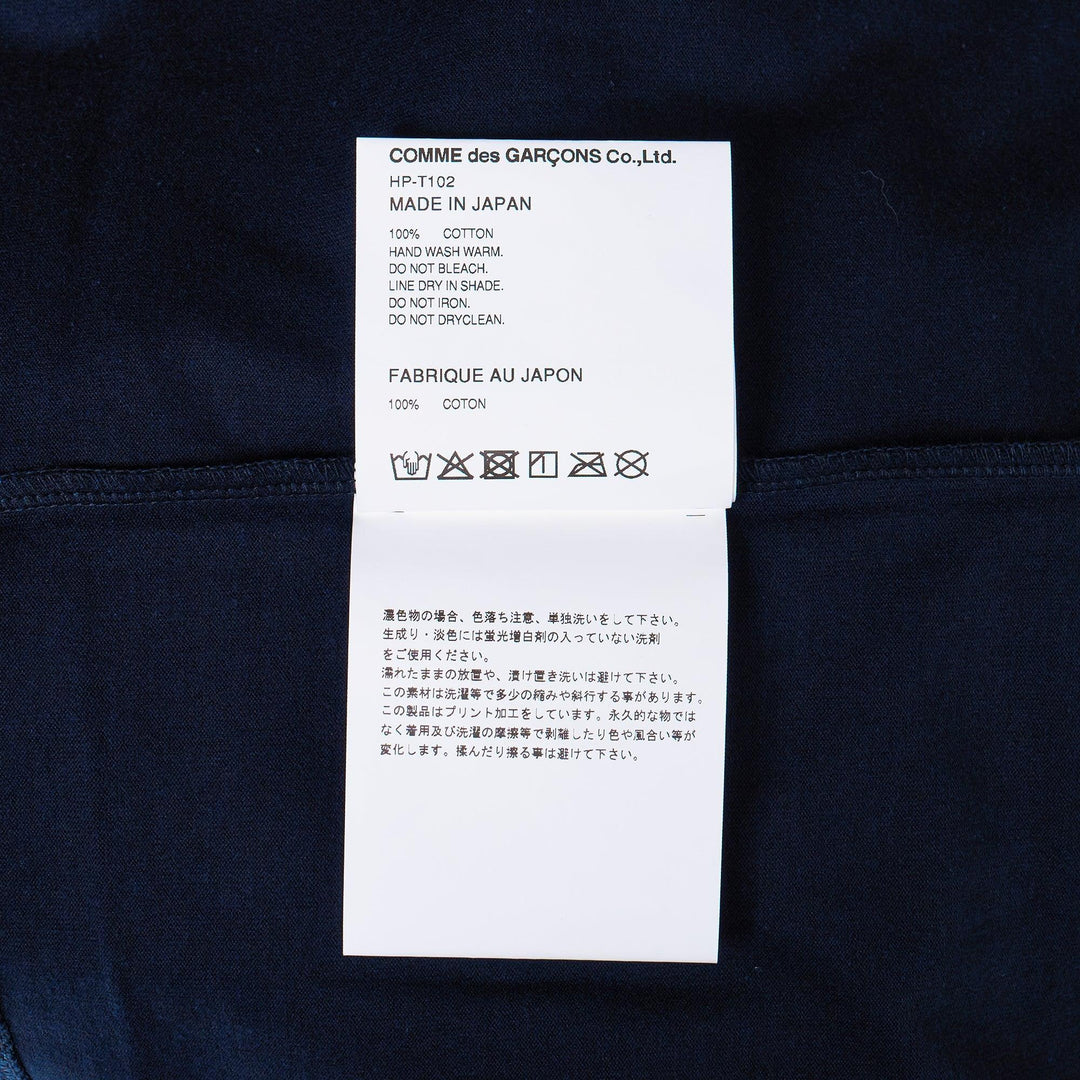 COMME des GARÇONS Co.,Ltd.
HP-T102
MADE IN JAPAN
100% COTTON
HAND WASH WARM.
DO NOT BLEACH.
LINE DRY IN SHADE.
DO NOT IRON.
DO NOT DRYCLEAN.
FABRIQUE AU JAPON
100% COTON
濃色物の場合、色落ち注意、単独洗いをして下さい。
生成り・淡色には蛍光増白剤の入っていない洗剤
をご使用ください。
濡れたままの放置や、漬け置き洗いは避けて下さい。
この素材は洗濯等で多少の縮みや斜行する事があります。
この製品はプリント加工をしています。永久的な物では
なく着用及び洗濯の摩擦等で剥離したり色や風合い等が
変化します。揉んだり擦る事は避けて下さい。